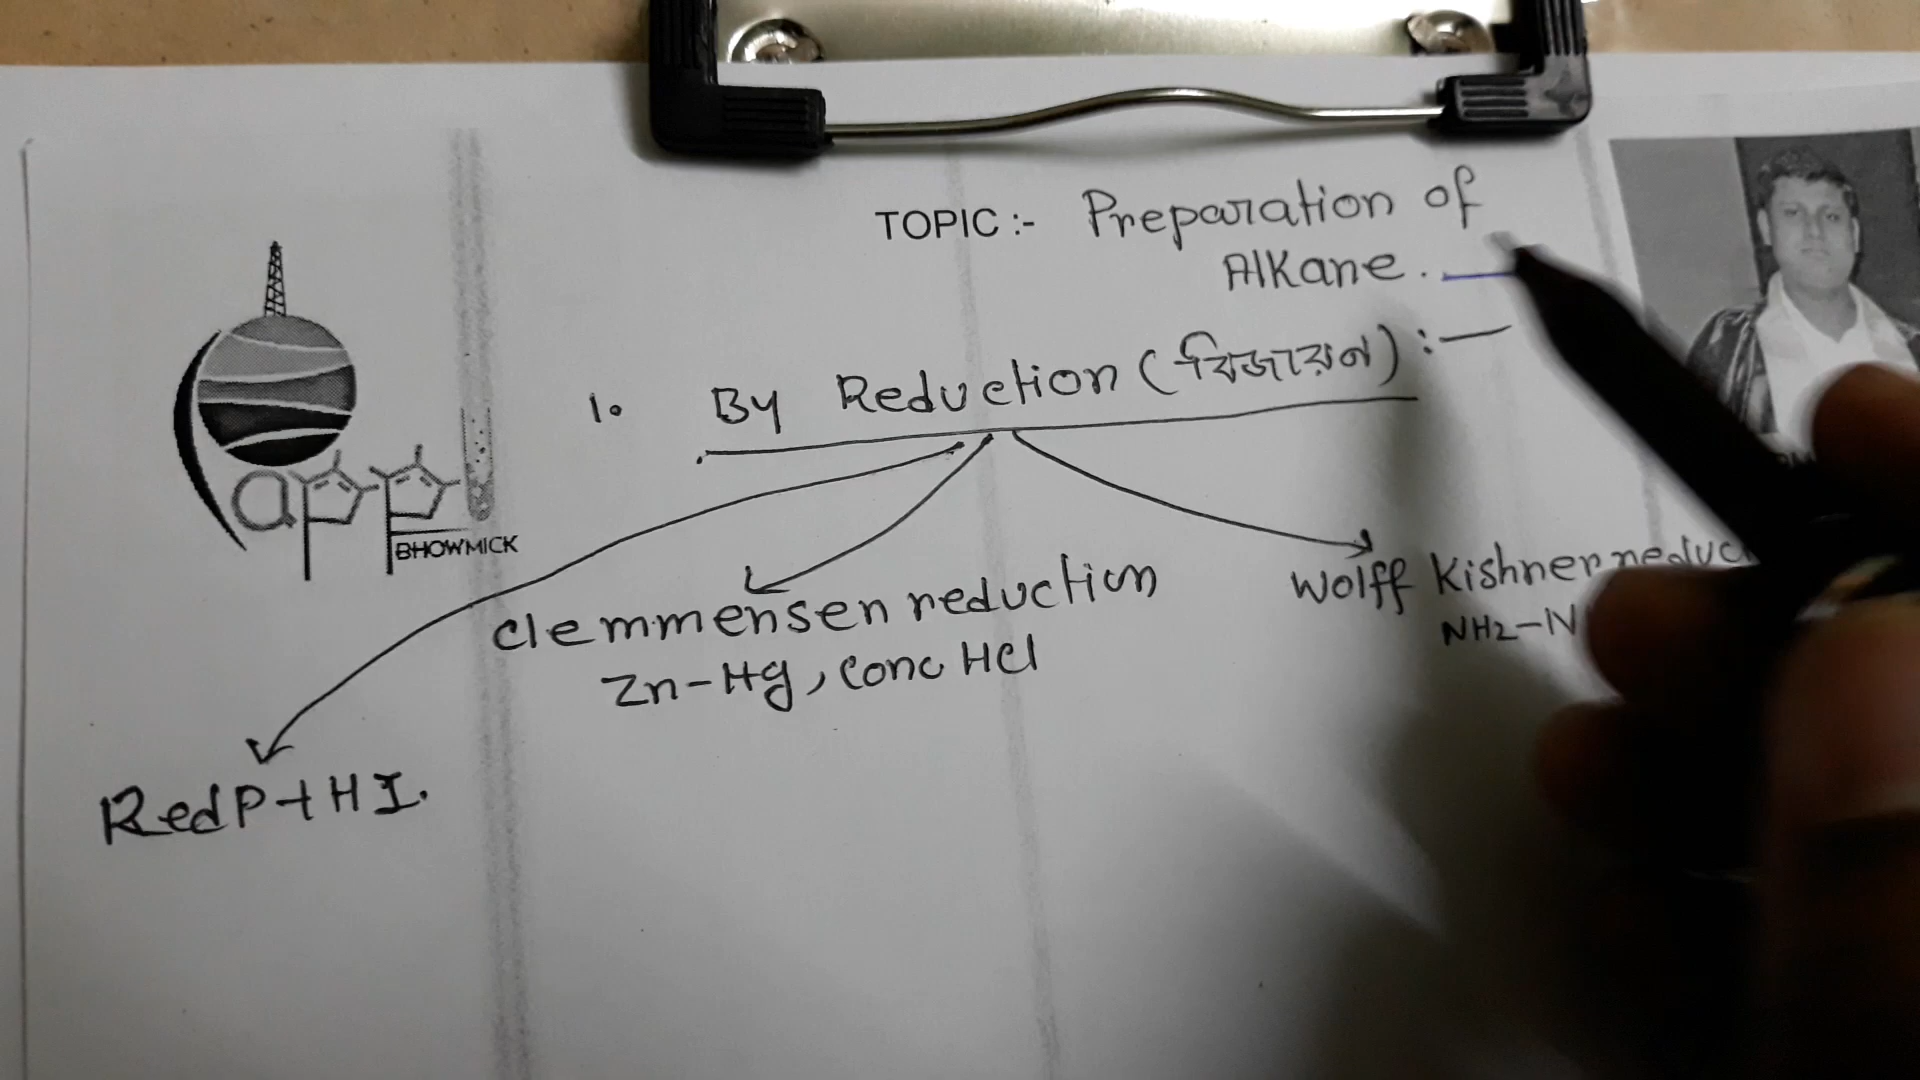 TOPIC :- Preparation of
Alkane.
1. By Reduction (বিজারন) :—
BHOWMICK
Clemmensen reduction
Zn-Hg, Conc HCl
Wolff Kishner
NH2-N
Red P + HI.